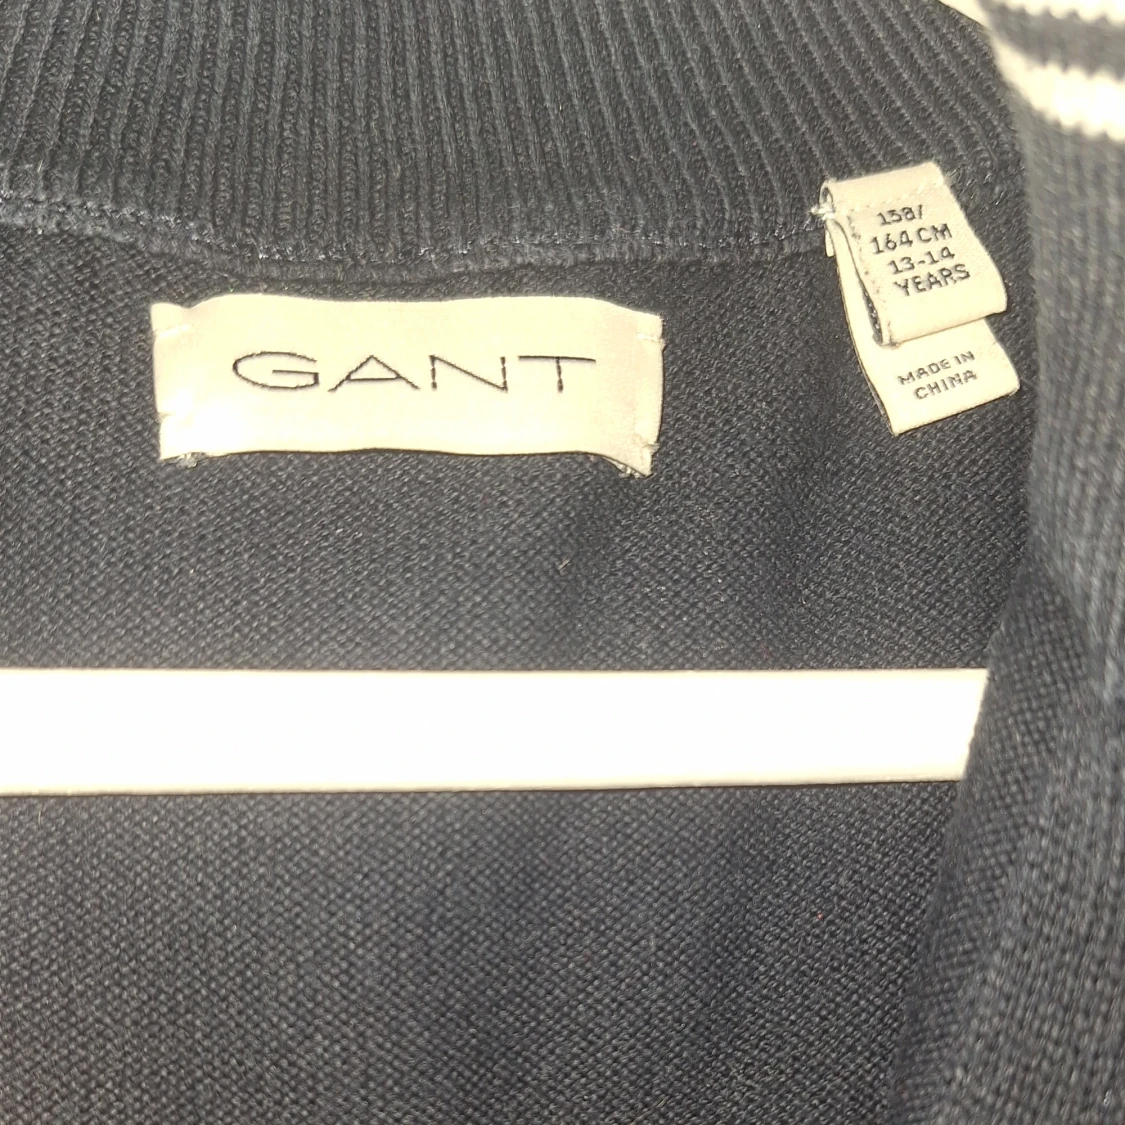 GANT
158/
164 CM
13-14
YEARS
MADE IN
CHINA